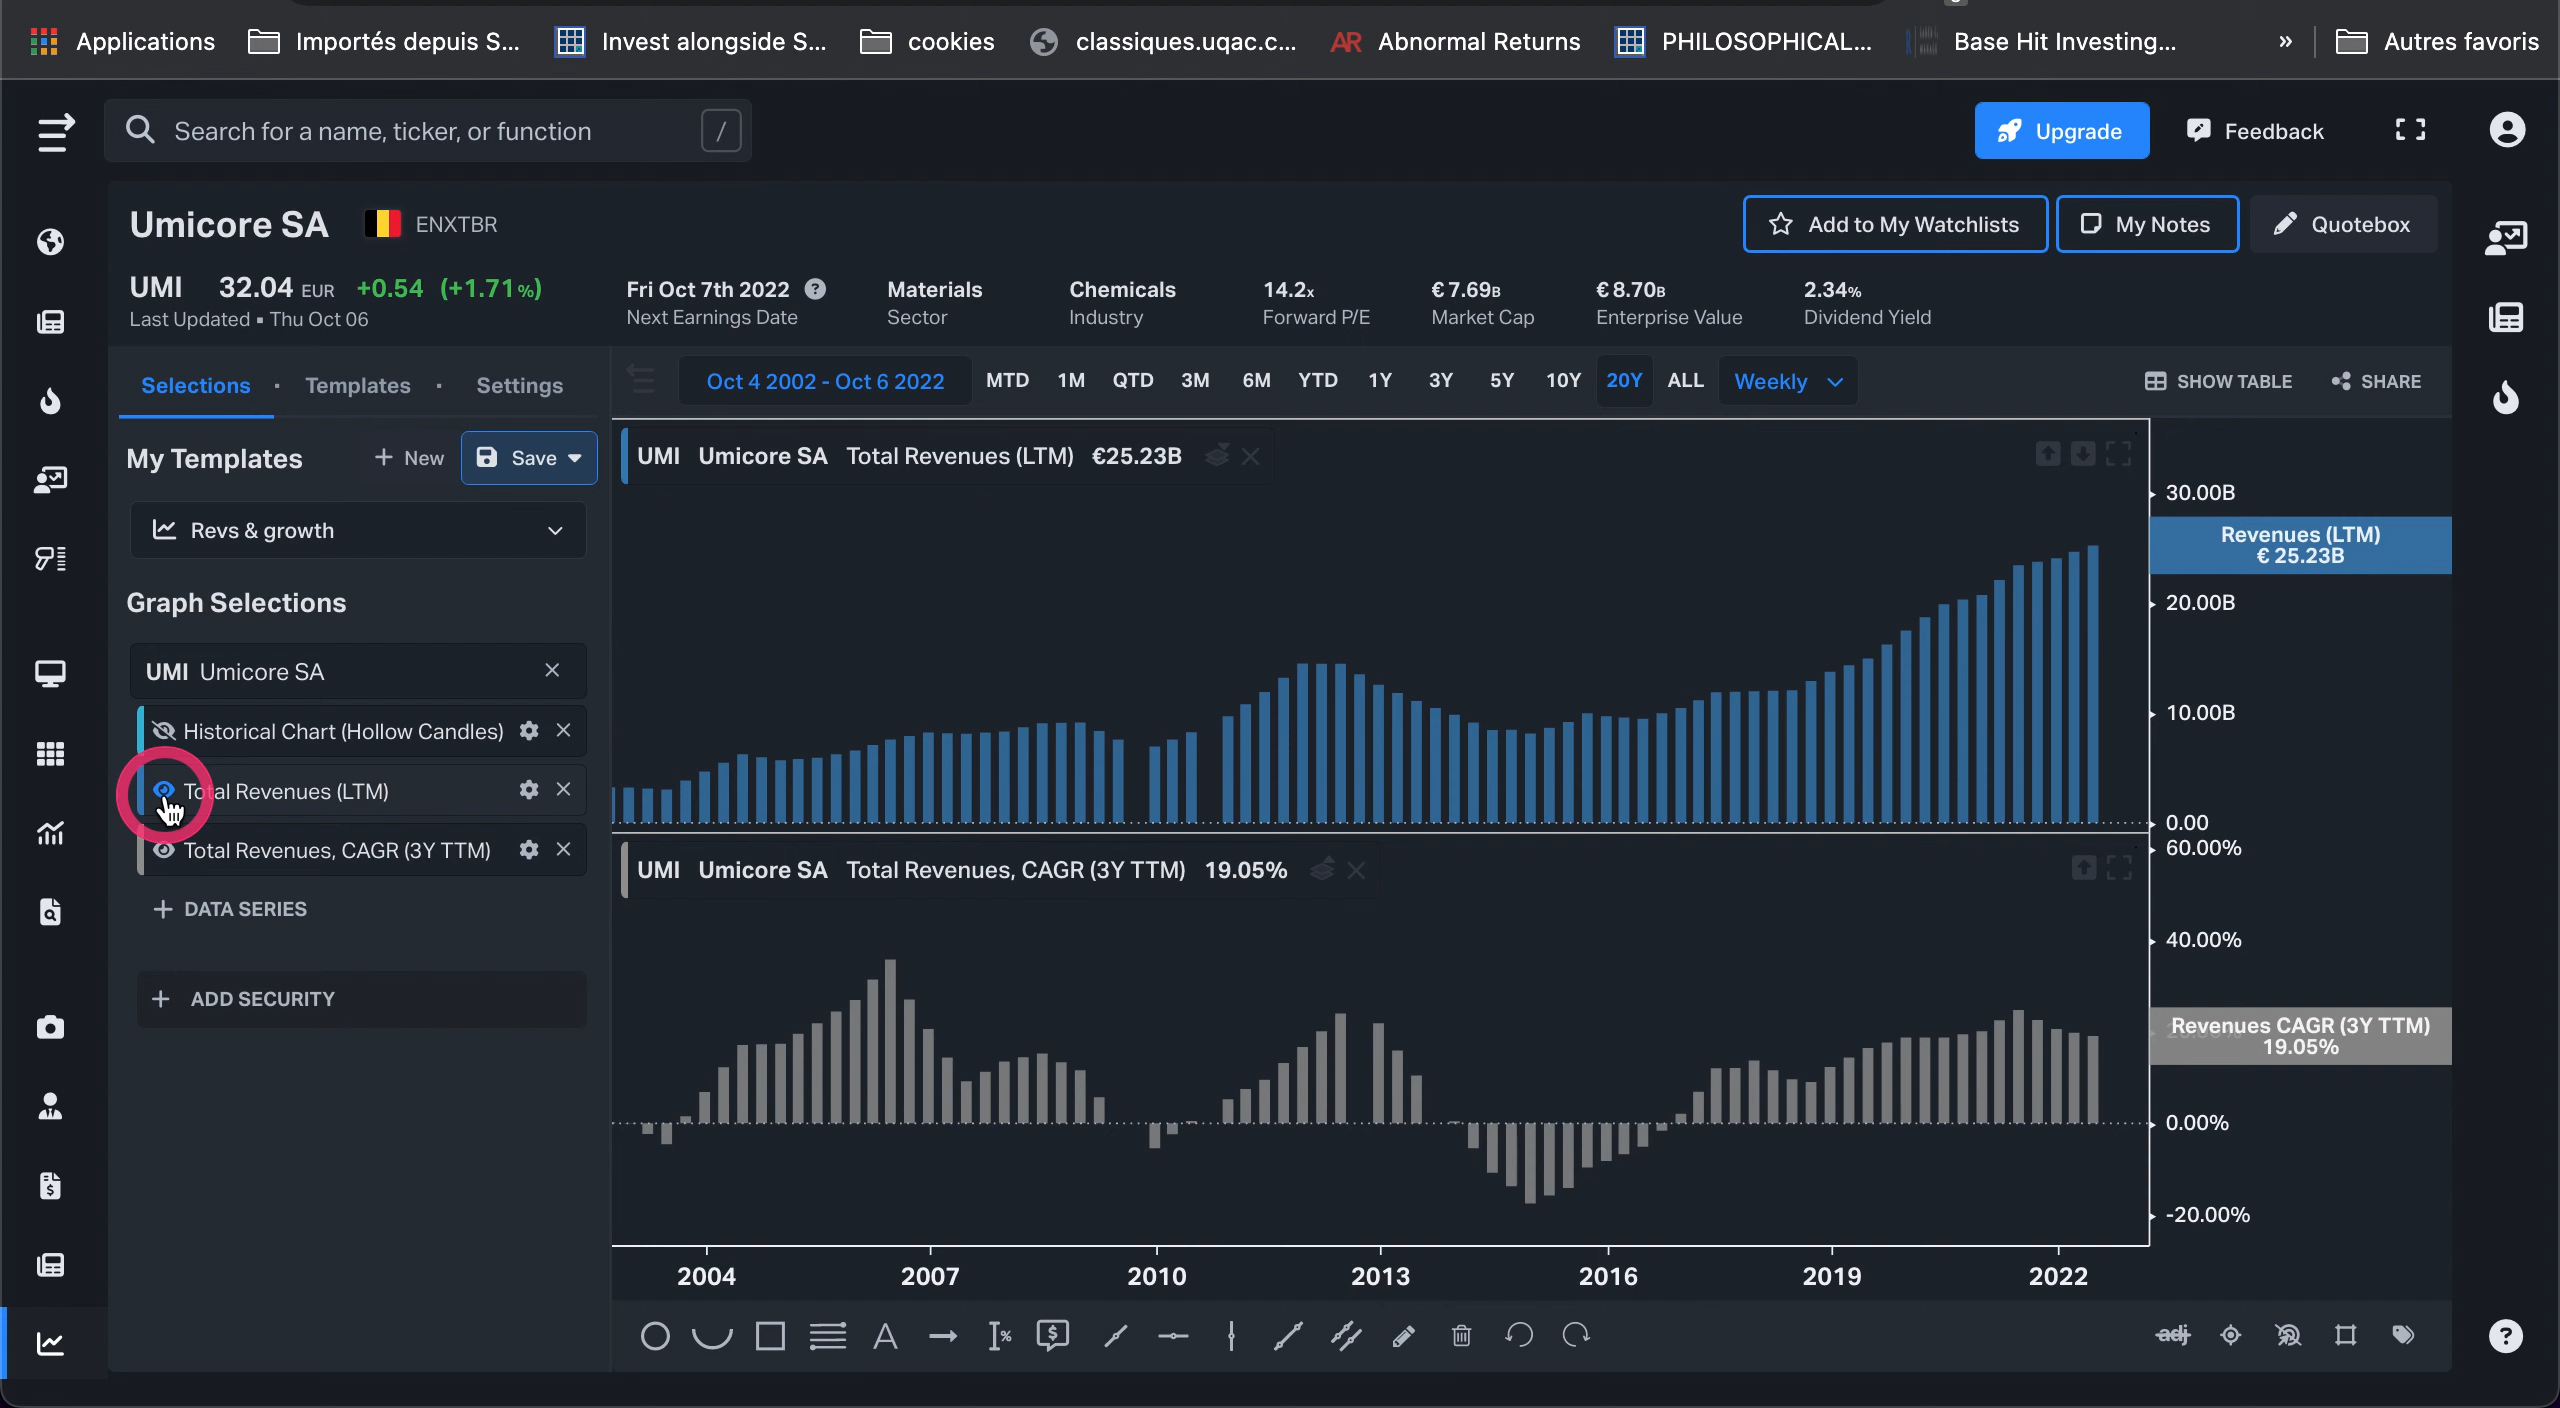 Applications
Importés depuis S...
Invest alongside S...
cookies
classiques.uqac.c...
AR Abnormal Returns
PHILOSOPHICAL...
Base Hit Investing...
»
Autres favoris
Search for a name, ticker, or function
/
Upgrade
Feedback
Umicore SA
ENXTBR
Add to My Watchlists
My Notes
Quotebox
UMI 32.04 EUR +0.54 (+1.71%)
Last Updated ▪ Thu Oct 06
Fri Oct 7th 2022 ?
Next Earnings Date
Materials
Sector
Chemicals
Industry
14.2x
Forward P/E
€7.69B
Market Cap
€8.70B
Enterprise Value
2.34%
Dividend Yield
Selections · Templates · Settings
Oct 4 2002 - Oct 6 2022
MTD 1M QTD 3M 6M YTD 1Y 3Y 5Y 10Y 20Y ALL
Weekly
SHOW TABLE
SHARE
My Templates
+ New
Save
Revs & growth
Graph Selections
UMI Umicore SA
Historical Chart (Hollow Candles)
Total Revenues (LTM)
Total Revenues, CAGR (3Y TTM)
+ DATA SERIES
+ ADD SECURITY
UMI Umicore SA Total Revenues (LTM) €25.23B
30.00B
Revenues (LTM)
€ 25.23B
20.00B
10.00B
0.00
UMI Umicore SA Total Revenues, CAGR (3Y TTM) 19.05%
60.00%
40.00%
Revenues CAGR (3Y TTM)
19.05%
0.00%
-20.00%
2004 2007 2010 2013 2016 2019 2022
A
%
$
adj
?